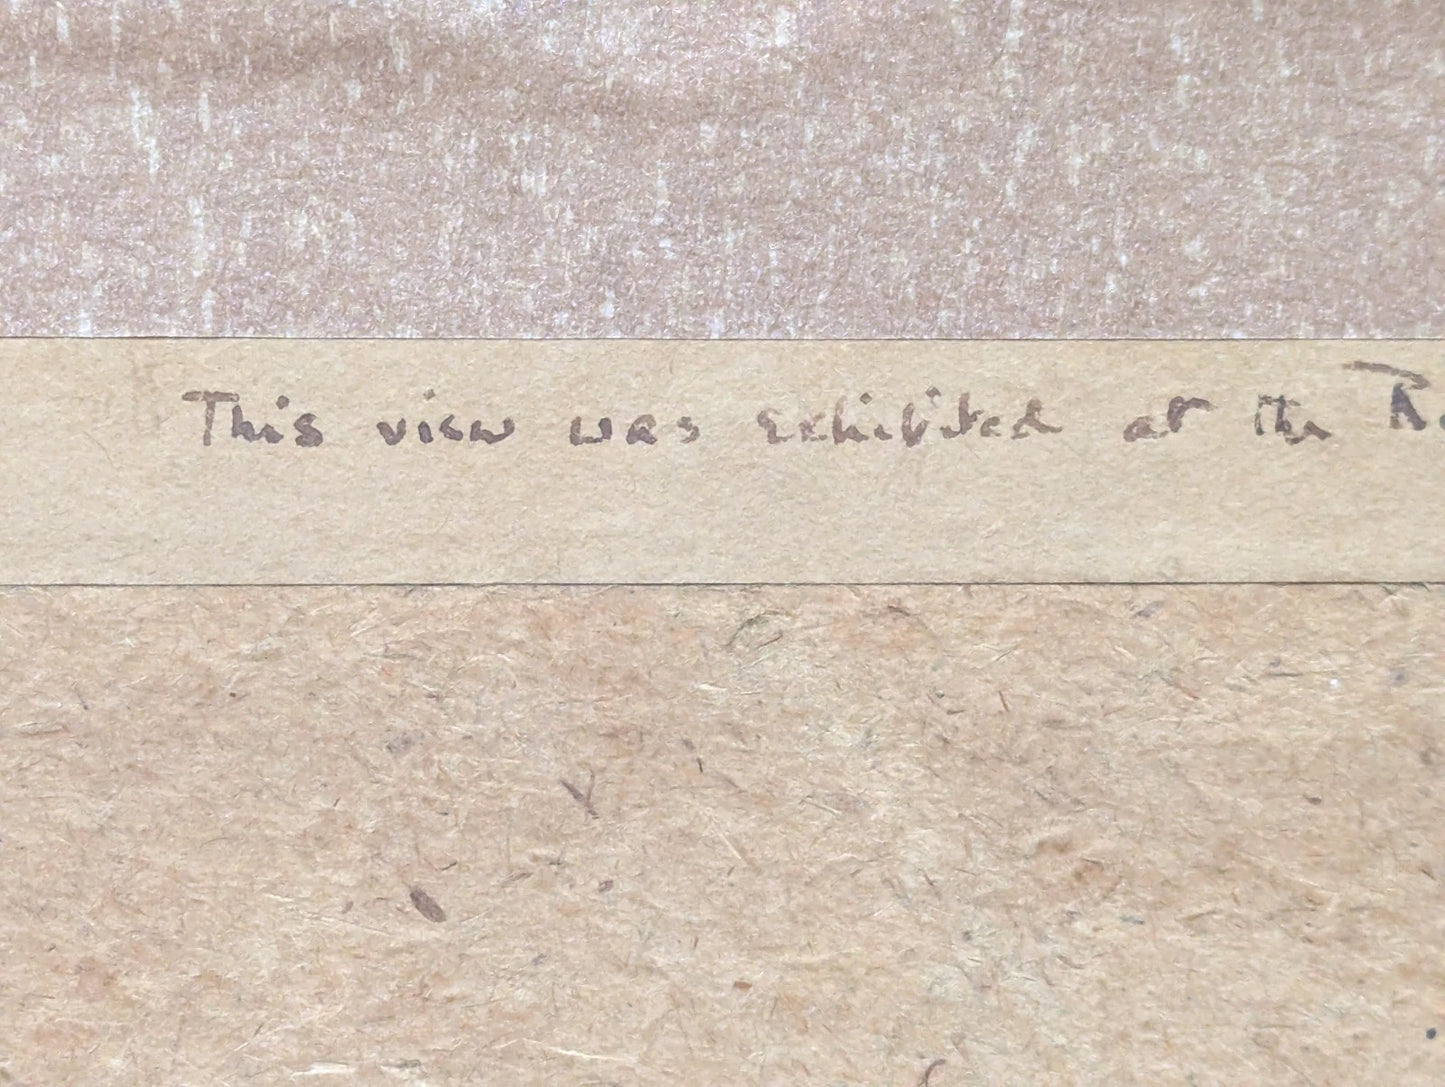 This view was exhibited at the